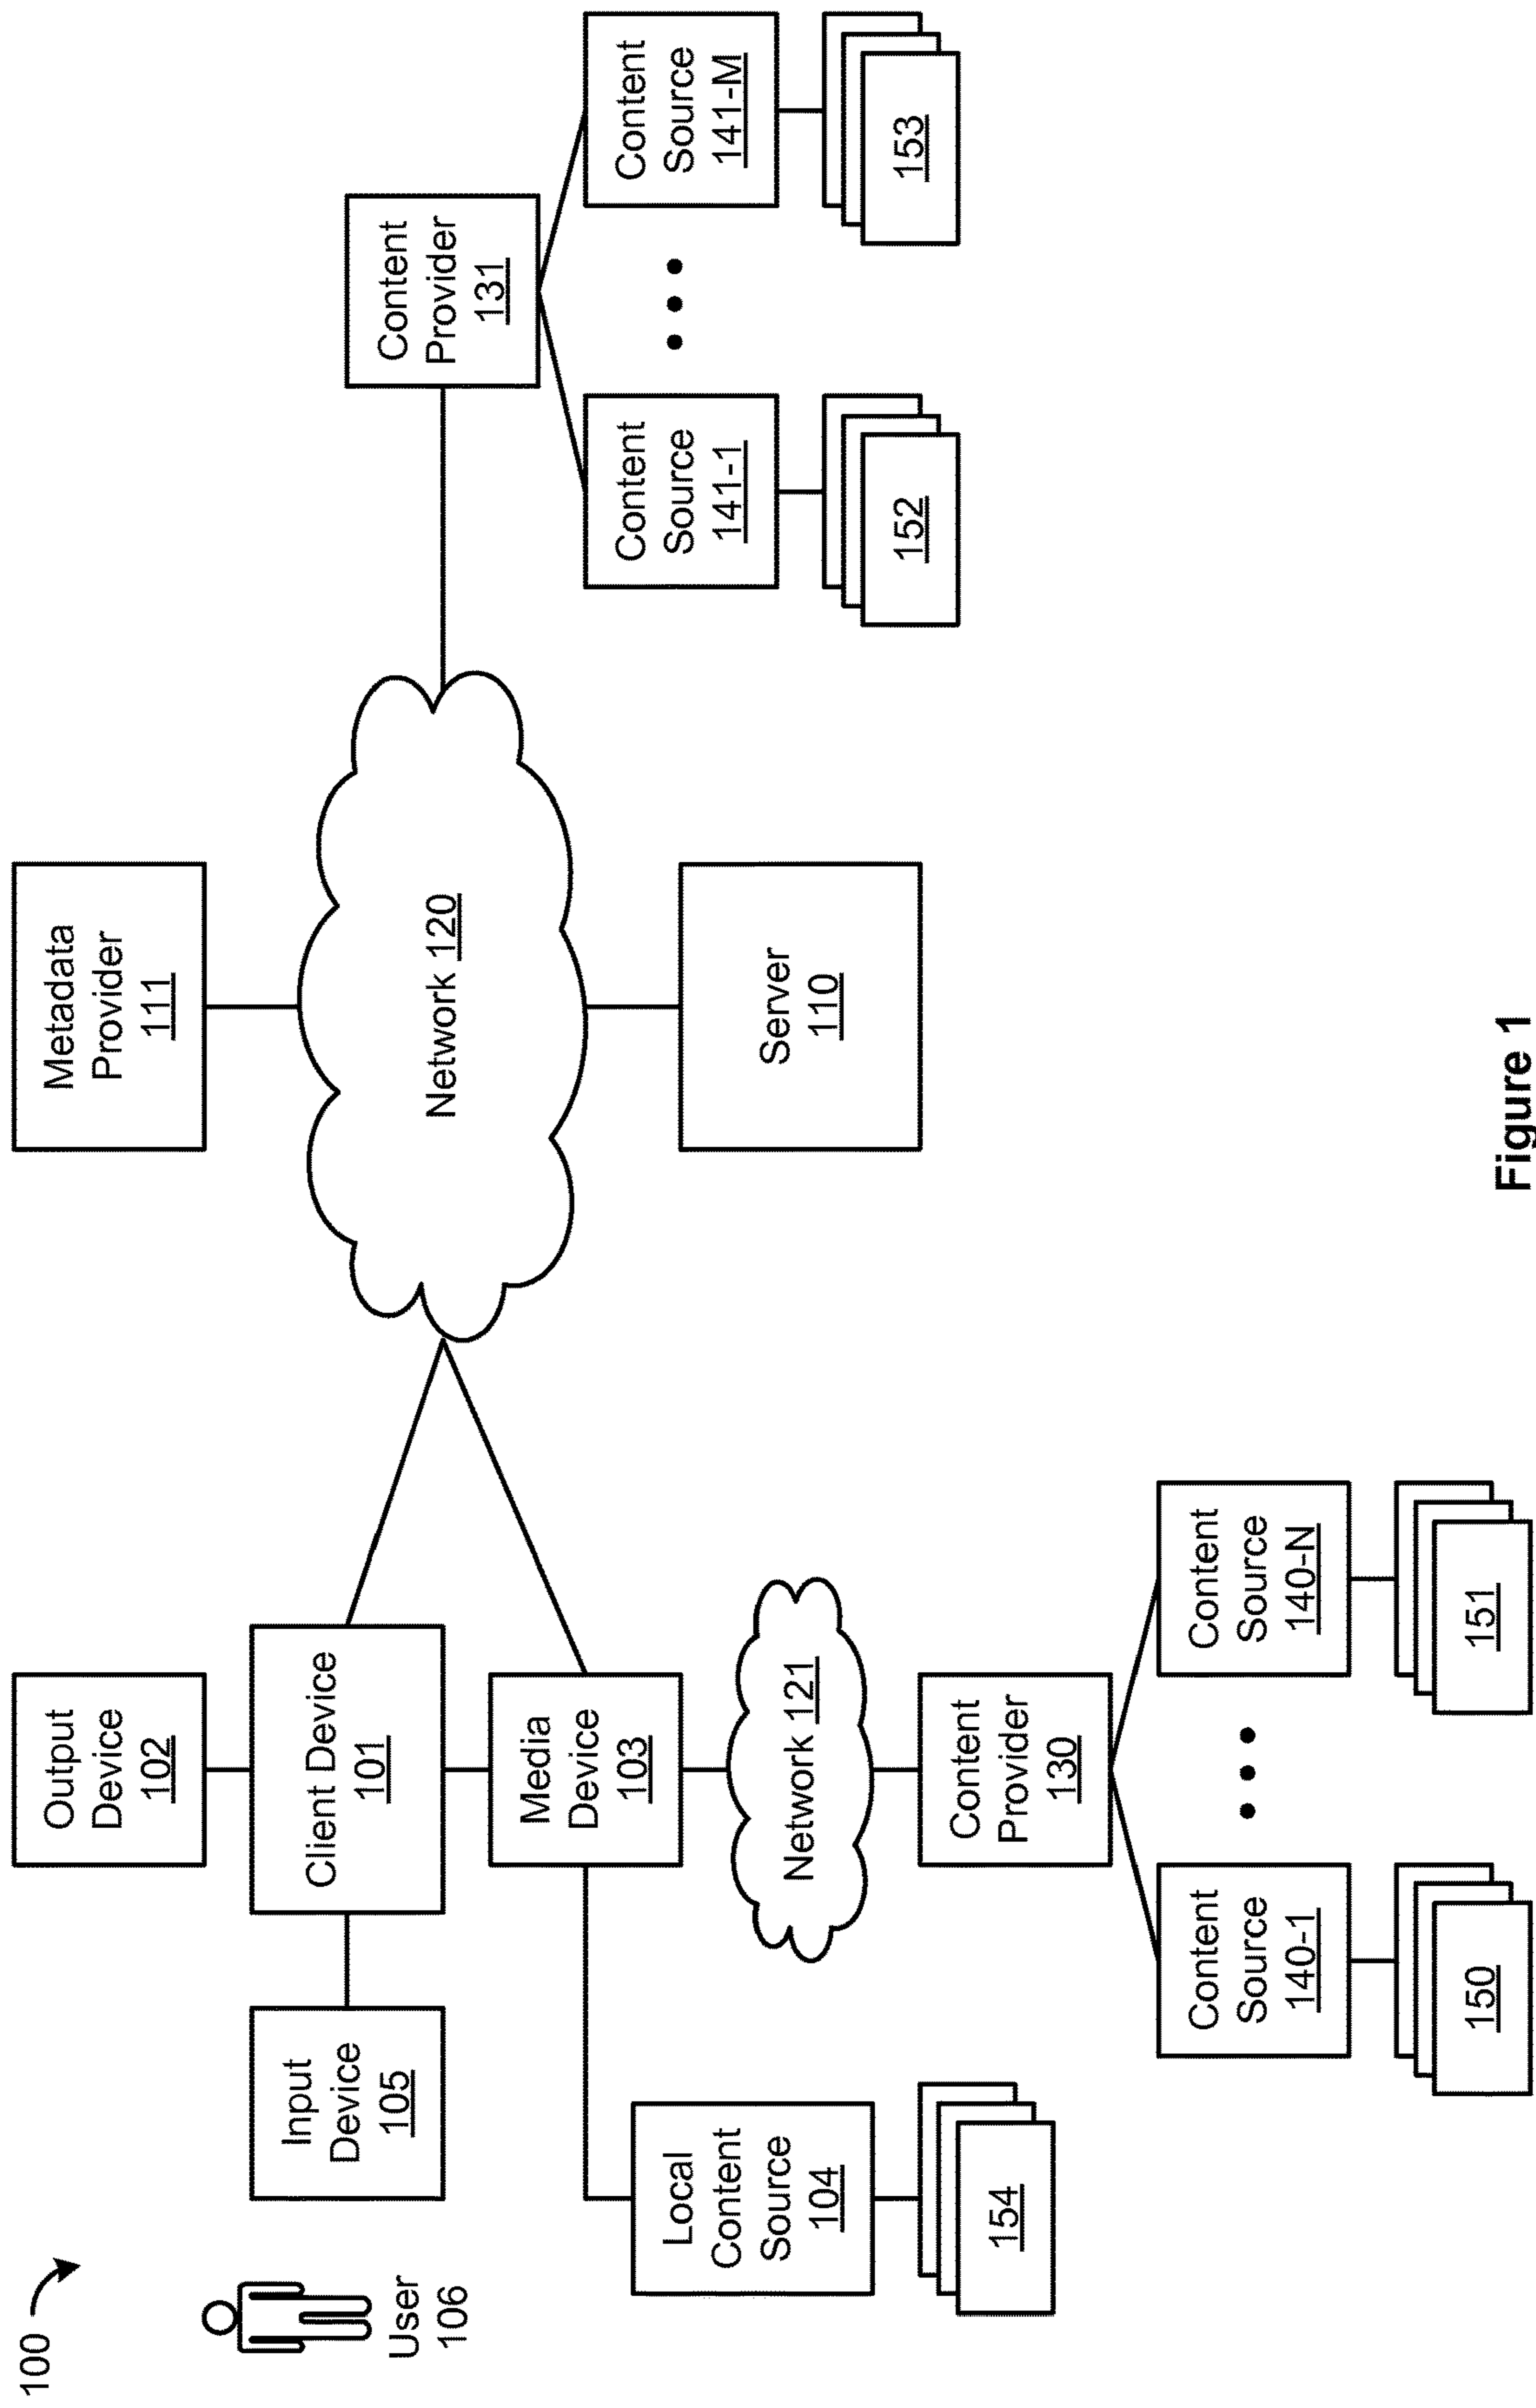 100
User
106
Input
Device
105
Output
Device
102
Client Device
101
Media
Device
103
Local
Content
Source
104
154
Network 121
Content
Provider
130
Content
Source
140-1
150
Content
Source
140-N
151
Metadata
Provider
111
Network 120
Server
110
Content
Provider
131
Content
Source
141-1
152
Content
Source
141-M
153
Figure 1